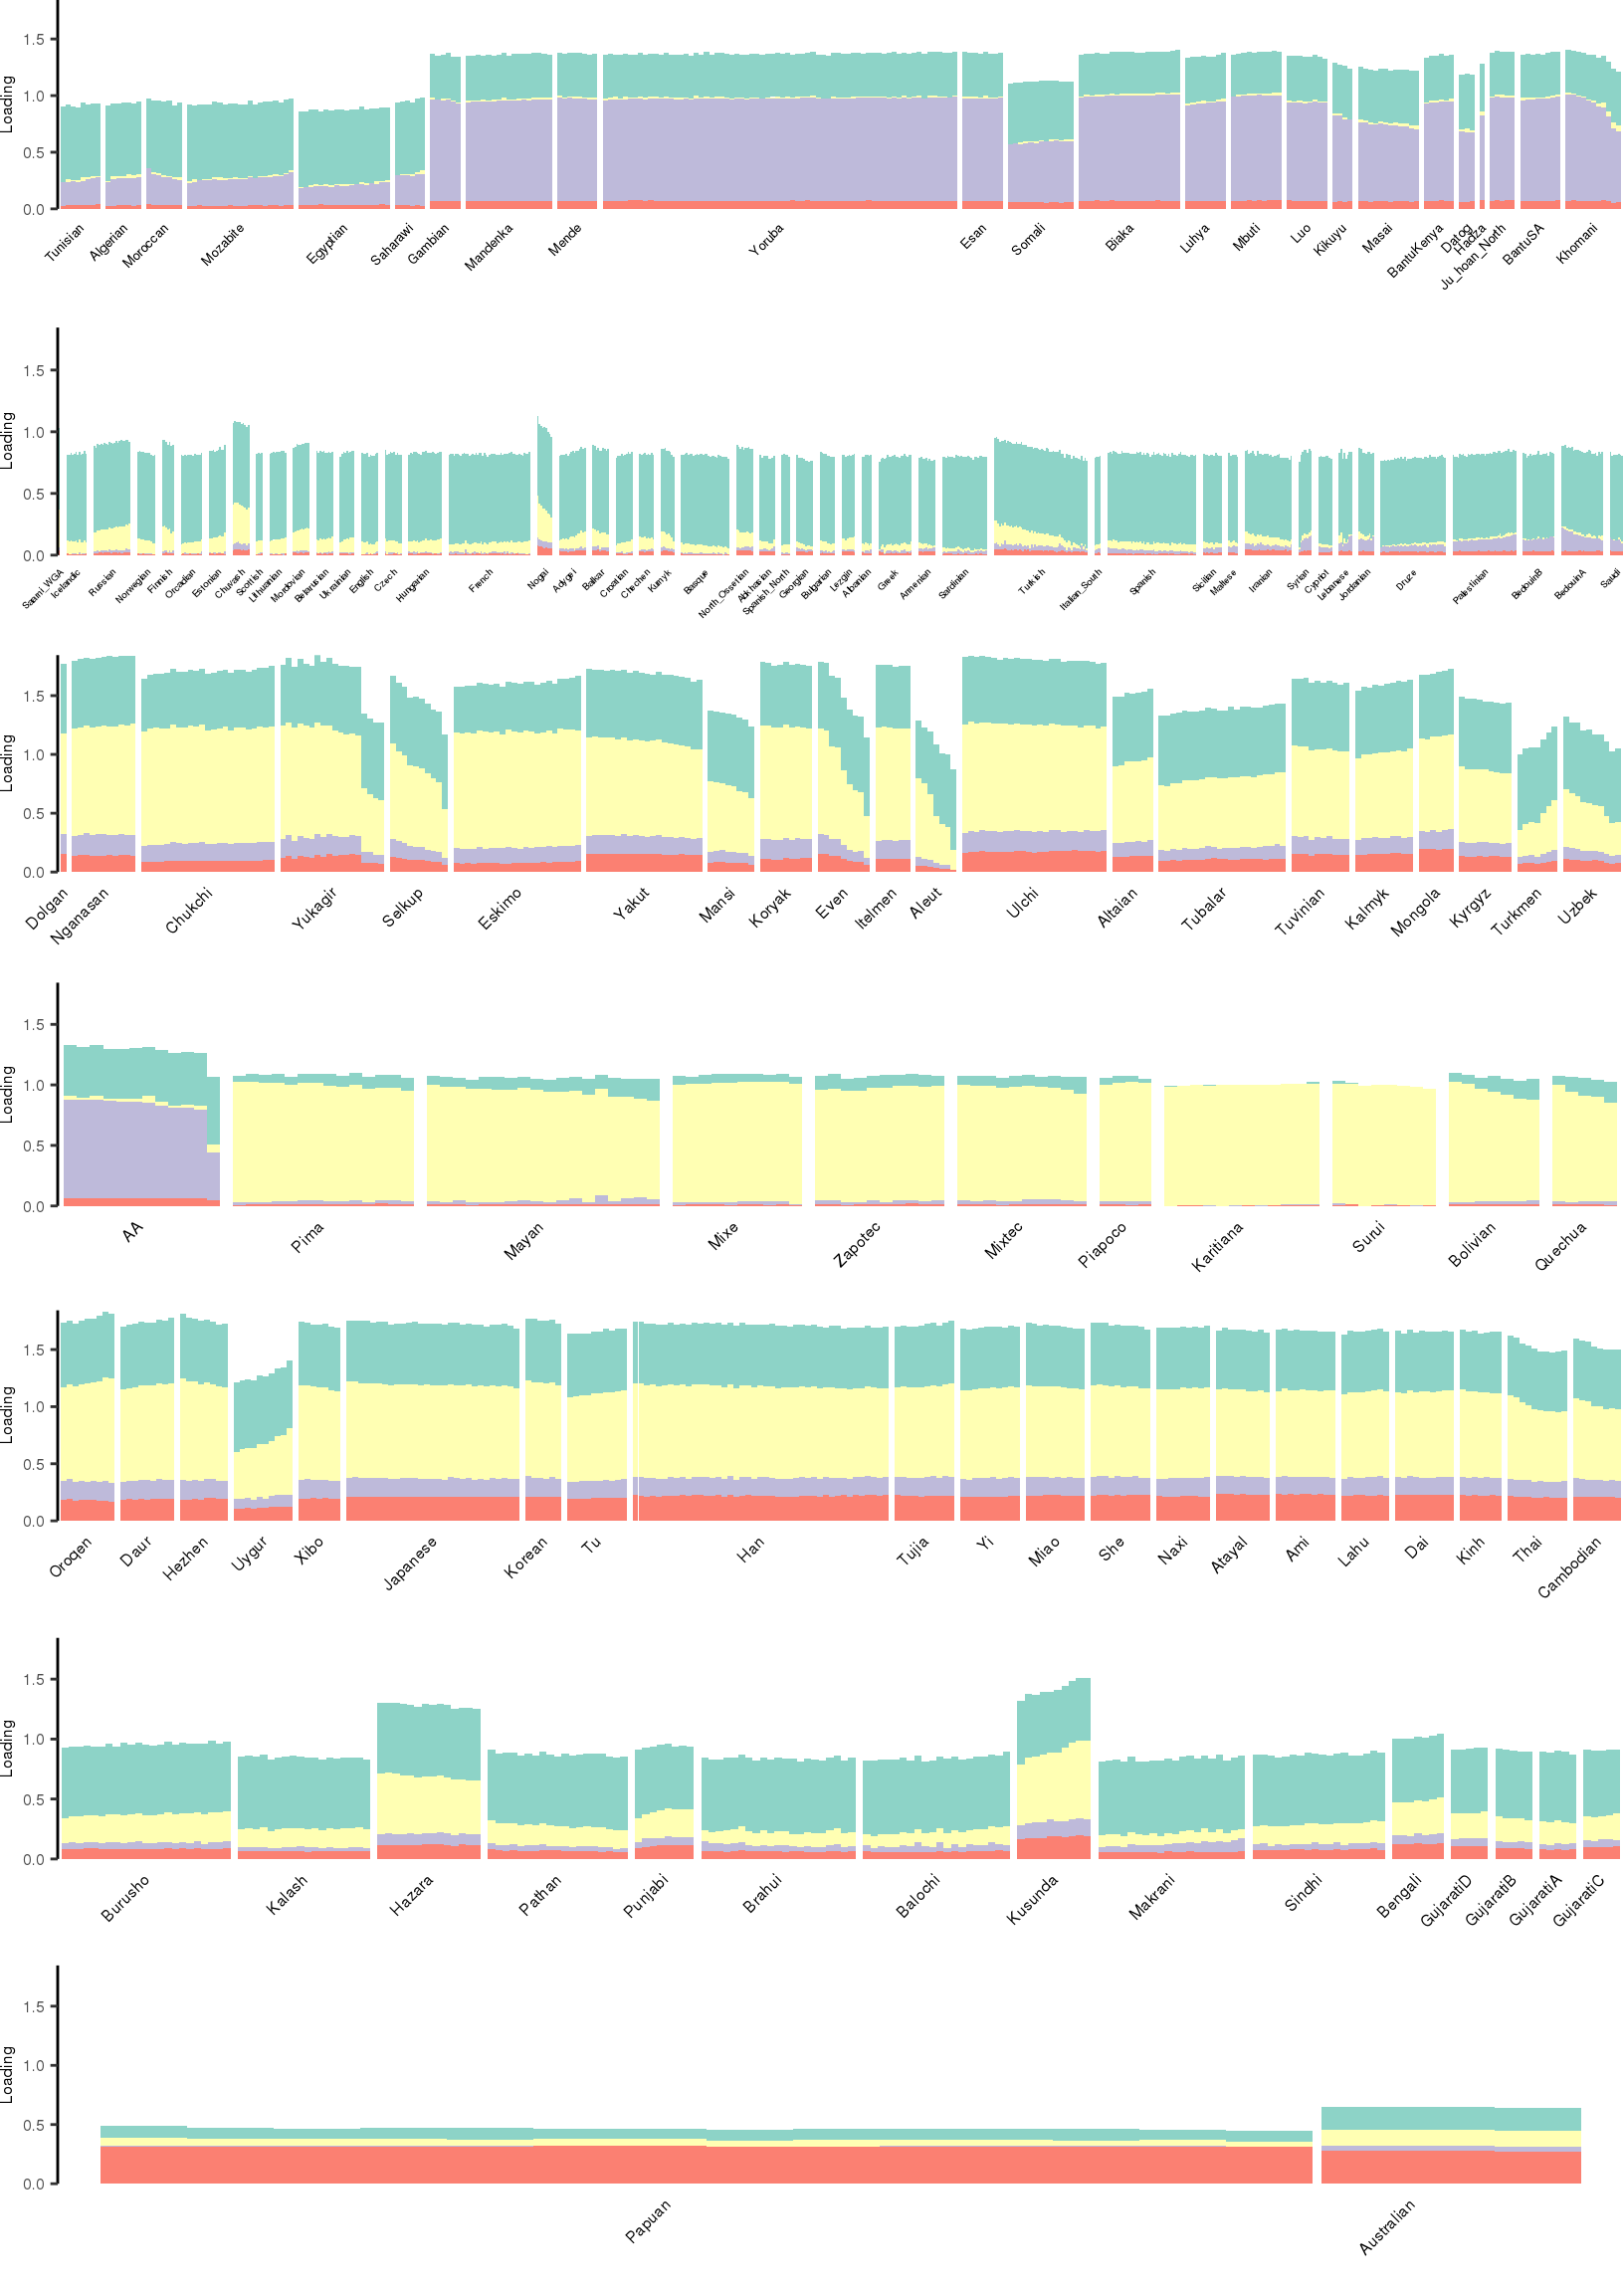 Loading
1.5
1.0
0.5
0.0
Tunisian Algerian Moroccan Mozabite Egyptian Saharawi Gambian Mandenka Mende Yoruba Esan Somali Biaka Luhya Mbuti Luo Kikuyu Masai BantuKenya Datog Hadza Ju_hoan_North BantuSA Khomani
Loading
1.5
1.0
0.5
0.0
Saami_WGA Icelandic Russian Norwegian Finnish Orcadian Estonian Chuvash Scottish Lithuanian Mordovian Belarusian Ukrainian English Czech Hungarian French Nogai Adygei Balkar Croatian Chechen Kumyk Basque North_Ossetian Abkhasian Spanish_North Georgian Bulgarian Lezgin Albanian Greek Armenian Sardinian Turkish Italian_South Spanish Sicilian Maltese Iranian Syrian Cypriot Lebanese Jordanian Druze Palestinian BedouinB BedouinA Saudi
Loading
1.5
1.0
0.5
0.0
Dolgan Nganasan Chukchi Yukagir Selkup Eskimo Yakut Mansi Koryak Even Itelmen Aleut Ulchi Altaian Tubalar Tuvinian Kalmyk Mongola Kyrgyz Turkmen Uzbek
Loading
1.5
1.0
0.5
0.0
AA Pima Mayan Mixe Zapotec Mixtec Piapoco Karitiana Surui Bolivian Quechua
Loading
1.5
1.0
0.5
0.0
Oroqen Daur Hezhen Uygur Xibo Japanese Korean Tu Han Tujia Yi Miao She Naxi Atayal Ami Lahu Dai Kinh Thai Cambodian
Loading
1.5
1.0
0.5
0.0
Burusho Kalash Hazara Pathan Punjabi Brahui Balochi Kusunda Makrani Sindhi Bengali GujaratiD GujaratiB GujaratiA GujaratiC
Loading
1.5
1.0
0.5
0.0
Papuan Australian